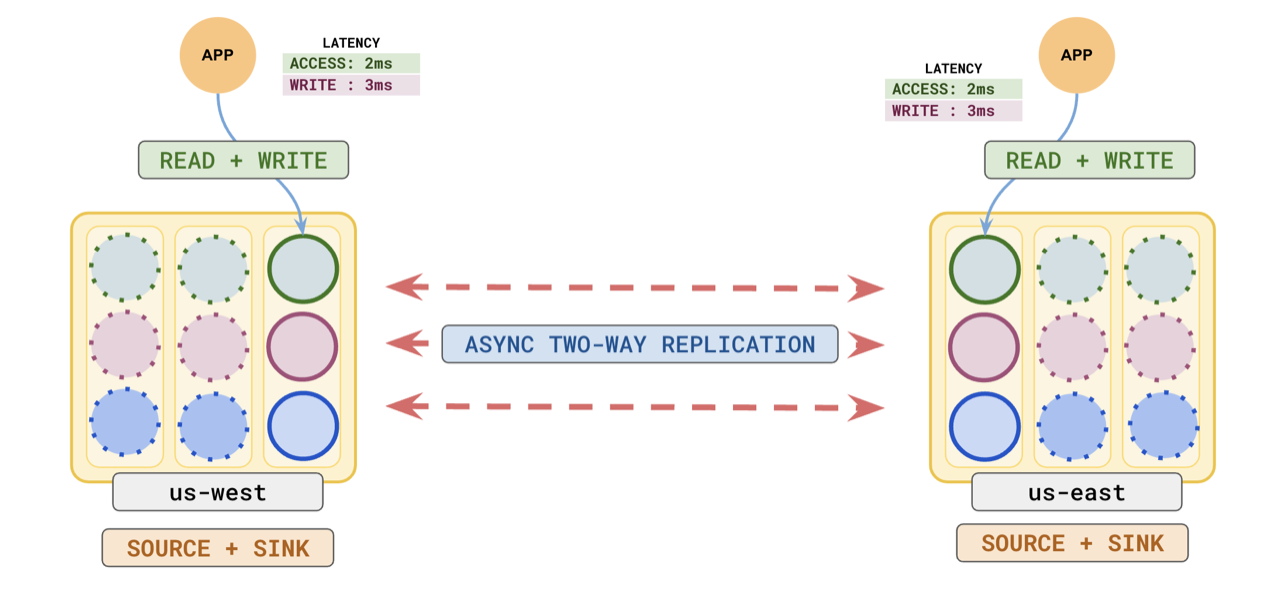 APP
LATENCY
ACCESS: 2ms
WRITE : 3ms
READ + WRITE
us-west
SOURCE + SINK
ASYNC TWO-WAY REPLICATION
APP
LATENCY
ACCESS: 2ms
WRITE : 3ms
READ + WRITE
us-east
SOURCE + SINK